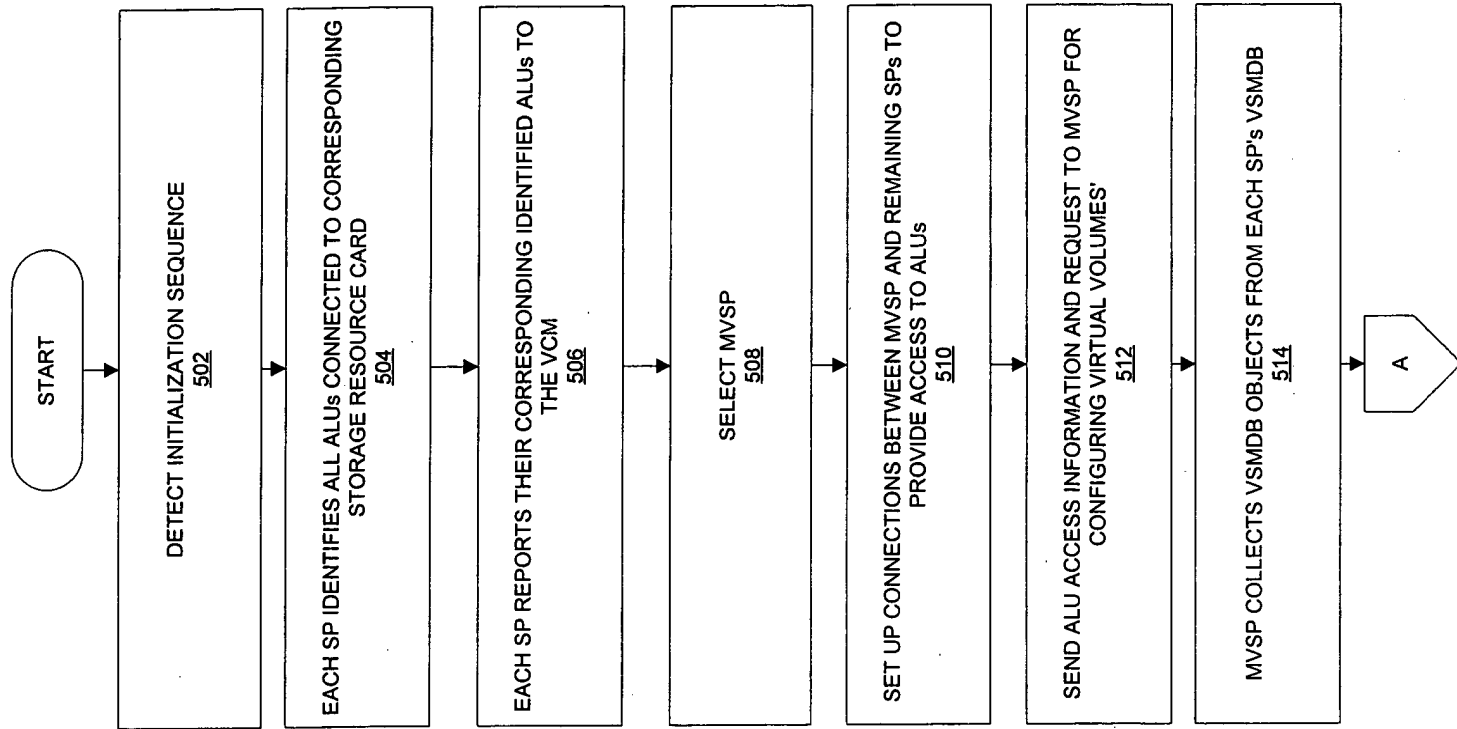 START
DETECT INITIALIZATION SEQUENCE
502
EACH SP IDENTIFIES ALL ALUs CONNECTED TO CORRESPONDING
STORAGE RESOURCE CARD
504
EACH SP REPORTS THEIR CORRESPONDING IDENTIFIED ALUs TO
THE VCM
506
SELECT MVSP
508
SET UP CONNECTIONS BETWEEN MVSP AND REMAINING SPs TO
PROVIDE ACCESS TO ALUs
510
SEND ALU ACCESS INFORMATION AND REQUEST TO MVSP FOR
CONFIGURING VIRTUAL VOLUMES'
512
MVSP COLLECTS VSMDB OBJECTS FROM EACH SP's VSMDB
514
A